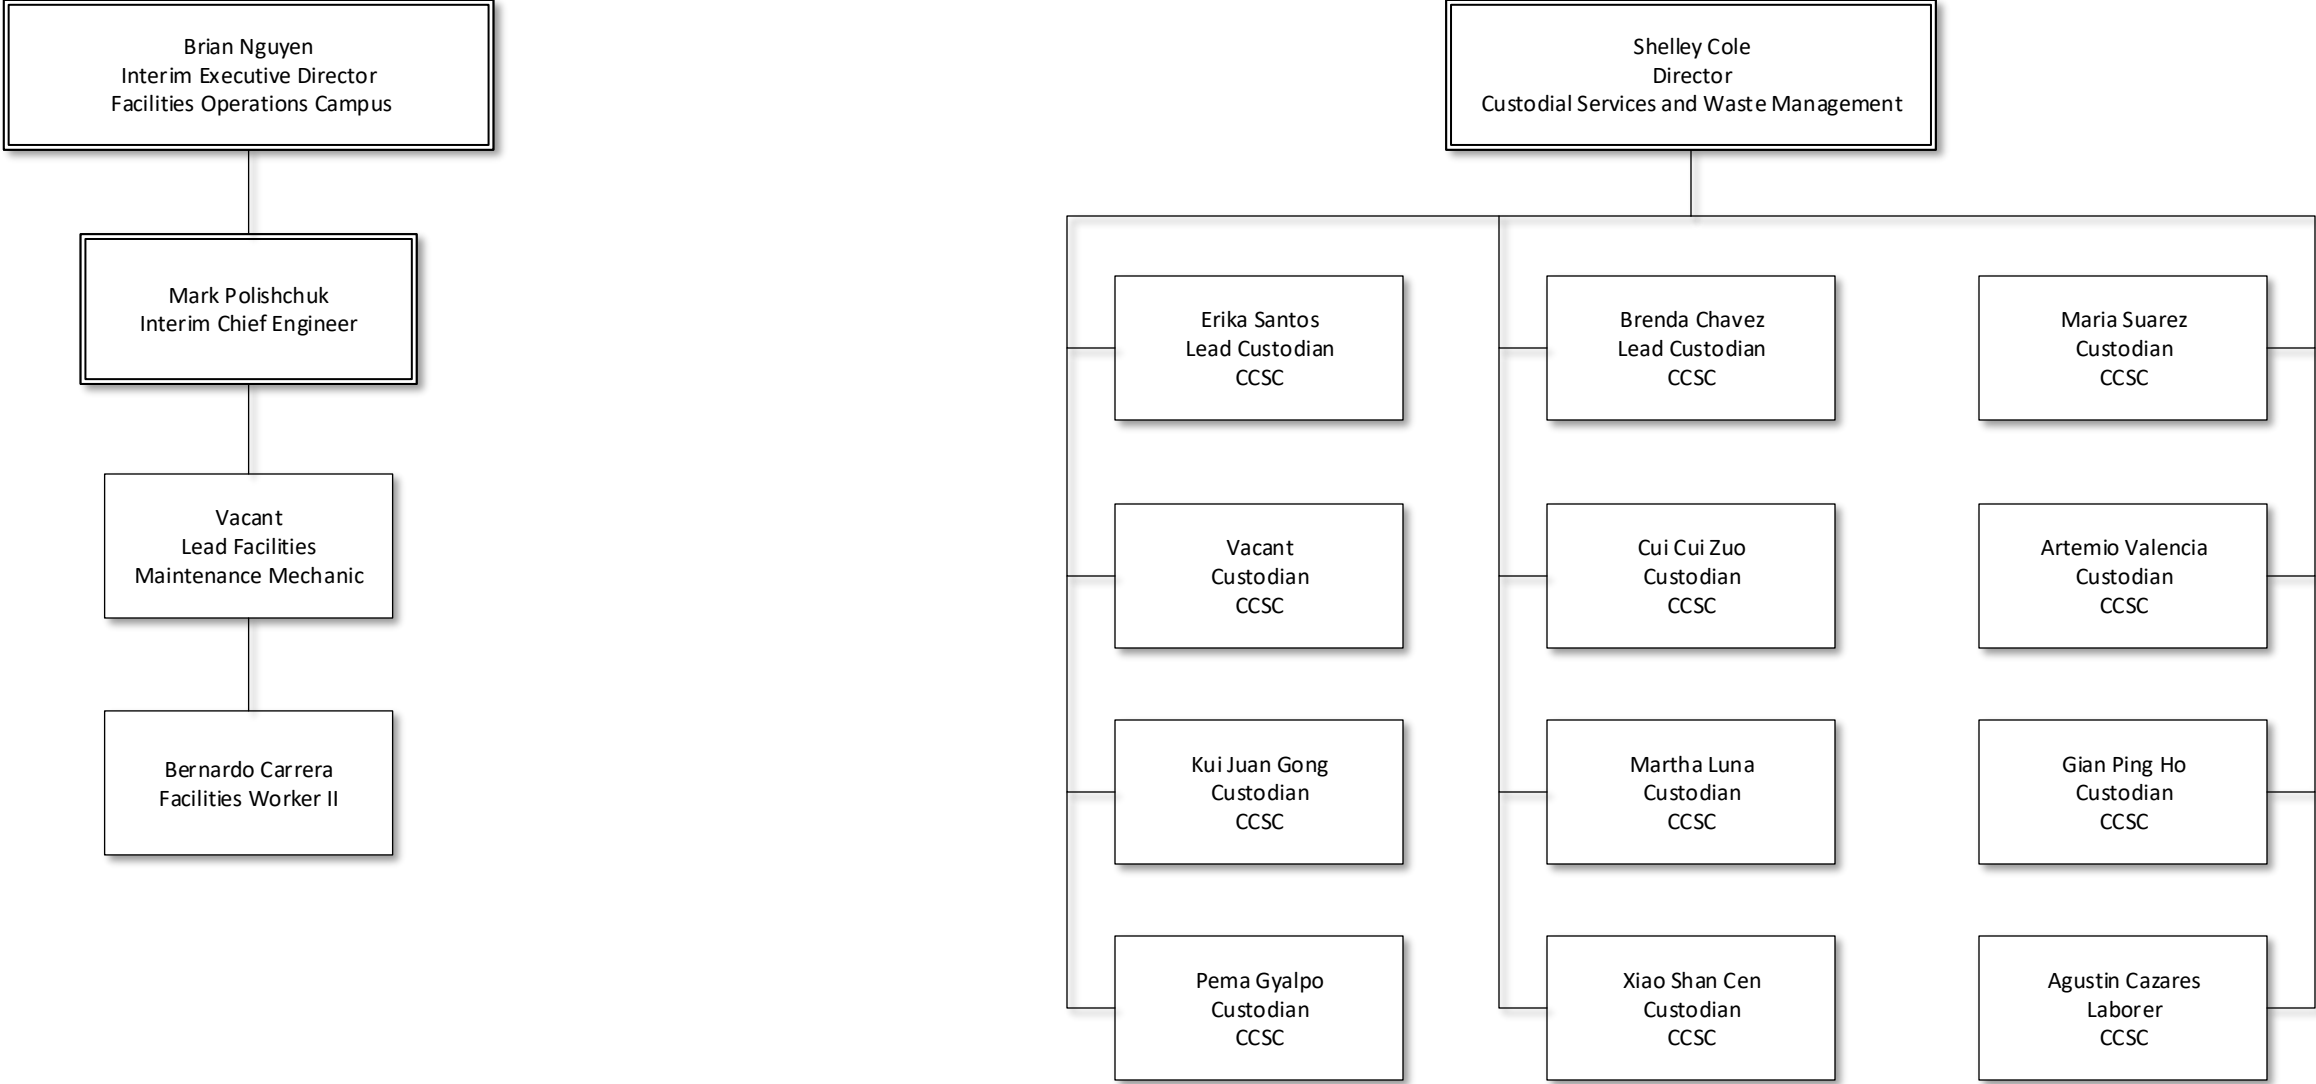 Brian Nguyen
Interim Executive Director
Facilities Operations Campus
Mark Polishchuk
Interim Chief Engineer
Vacant
Lead Facilities
Maintenance Mechanic
Bernardo Carrera
Facilities Worker II
Shelley Cole
Director
Custodial Services and Waste Management
Erika Santos
Lead Custodian
CCSC
Brenda Chavez
Lead Custodian
CCSC
Maria Suarez
Custodian
CCSC
Vacant
Custodian
CCSC
Cui Cui Zuo
Custodian
CCSC
Artemio Valencia
Custodian
CCSC
Kui Juan Gong
Custodian
CCSC
Martha Luna
Custodian
CCSC
Gian Ping Ho
Custodian
CCSC
Pema Gyalpo
Custodian
CCSC
Xiao Shan Cen
Custodian
CCSC
Agustin Cazares
Laborer
CCSC